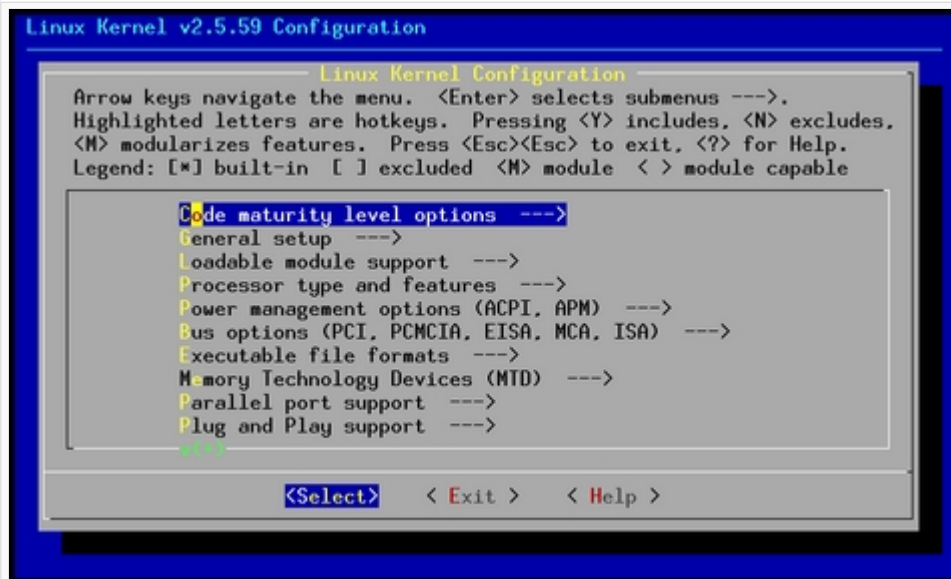 Linux Kernel v2.5.59 Configuration
Linux Kernel Configuration
Arrow keys navigate the menu. <Enter> selects submenus --->.
Highlighted letters are hotkeys. Pressing <Y> includes, <N> excludes,
<M> modularizes features. Press <Esc><Esc> to exit, <?> for Help.
Legend: [*] built-in [ ] excluded <M> module < > module capable
Code maturity level options --->
General setup --->
Loadable module support --->
Processor type and features --->
Power management options (ACPI, APM) --->
Bus options (PCI, PCMCIA, EISA, MCA, ISA) --->
Executable file formats --->
Memory Technology Devices (MTD) --->
Parallel port support --->
Plug and Play support --->
v(+)
<Select> < Exit > < Help >